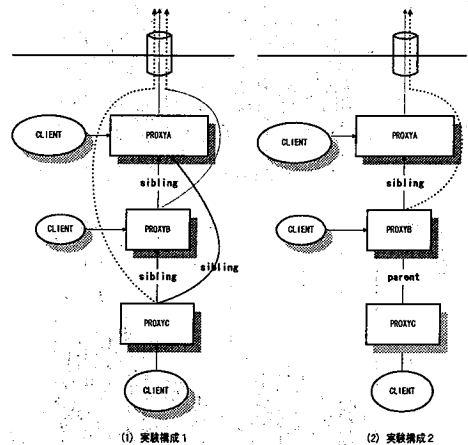 CLIENT
PROXYA
sibling
CLIENT
PROXYB
sibling
sibling
PROXYC
CLIENT
(1) 実験構成1
CLIENT
PROXYA
sibling
CLIENT
PROXYB
parent
PROXYC
CLIENT
(2) 実験構成2